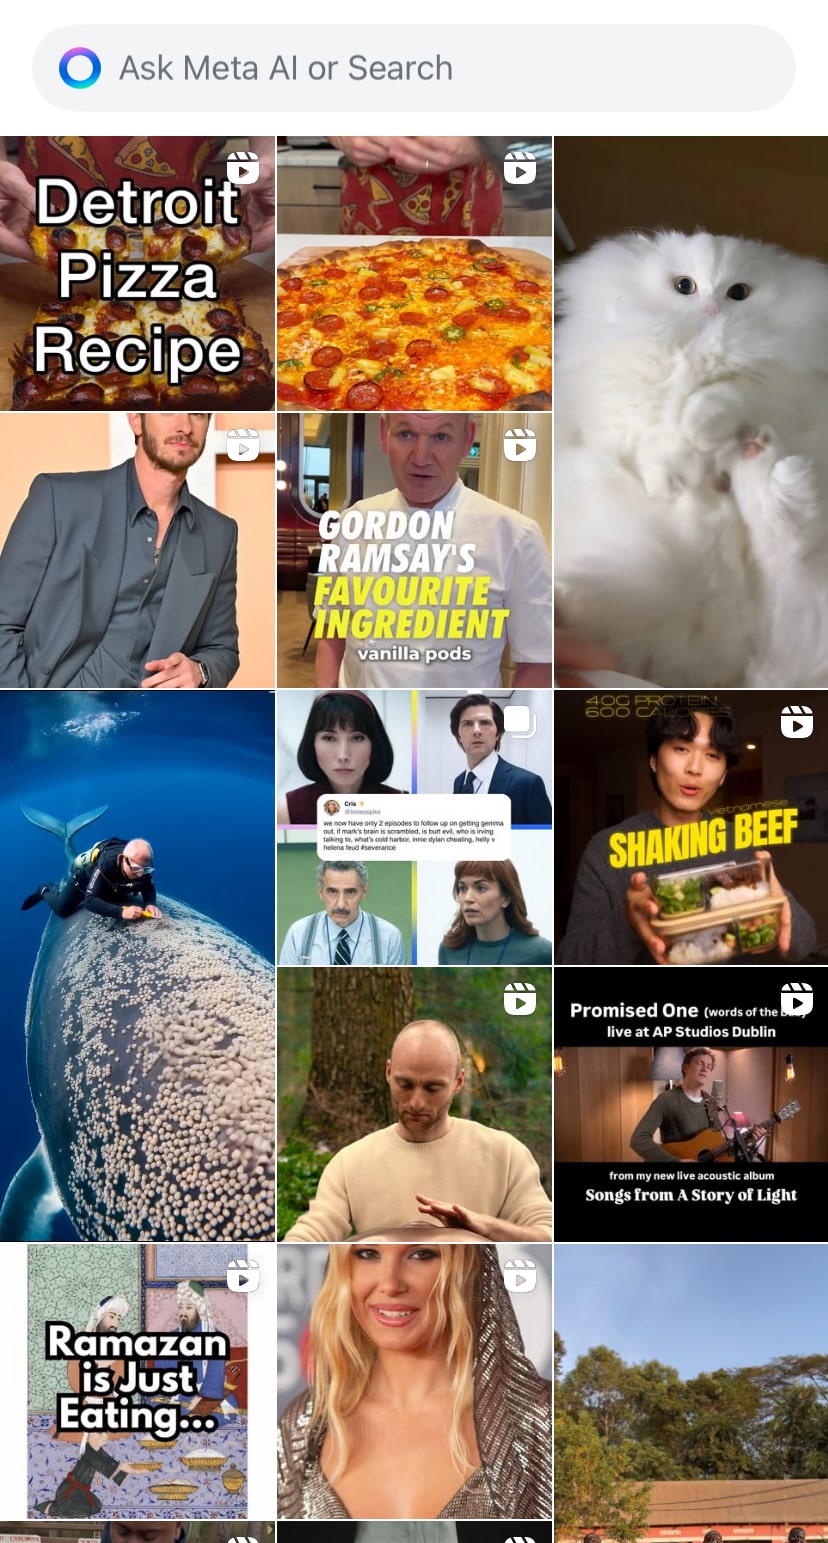 Ask Meta AI or Search
Detroit
Pizza
Recipe
GORDON
RAMSAY'S
FAVOURITE
INGREDIENT
vanilla pods
Cris
@lionesspike
we now have only 2 episodes to follow up on getting gemma
out, if mark's brain is scrambled, is burt evil, who is irving
talking to, what's cold harbor, innie dylan cheating, helly v
helena feud #severance
40G PROTEIN
600 CALORIES
vietnamese
SHAKING BEEF
Promised One (words of the
live at AP Studios Dublin
from my new live acoustic album
Songs from A Story of Light
Ramazan
is Just
Eating...